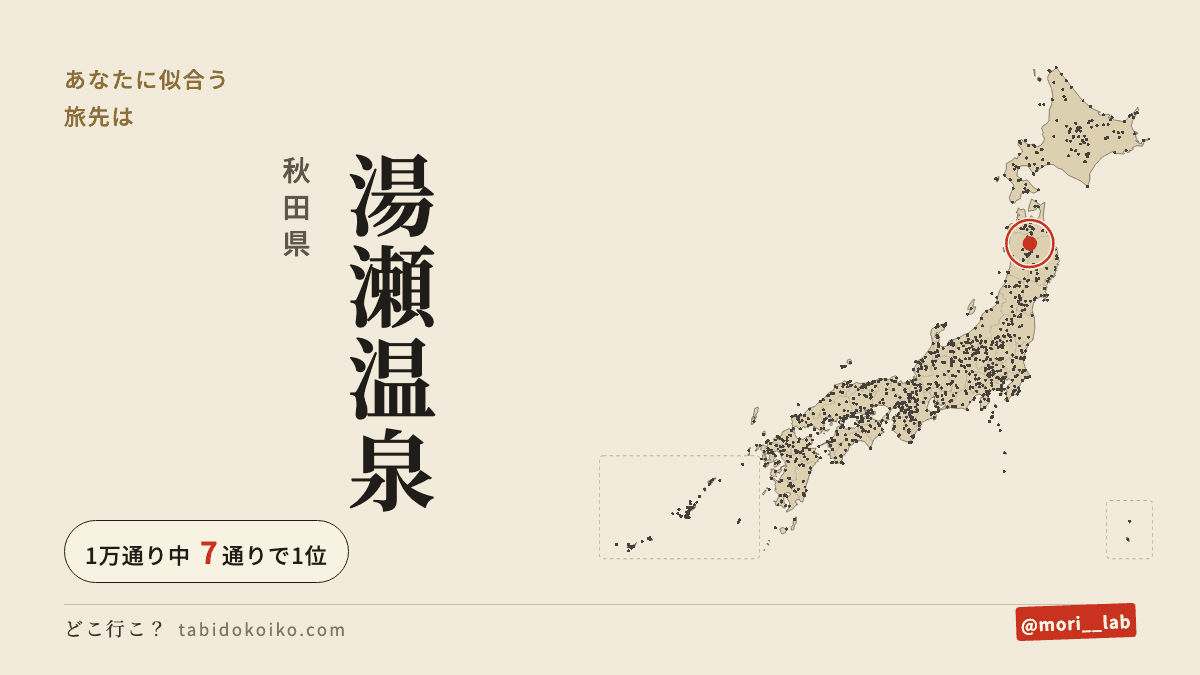 あなたに似合う
旅先は
湯瀬温泉
秋田県
1万通り中 7通りで1位
どこ行こ？ tabidokoiko.com
@mori__lab